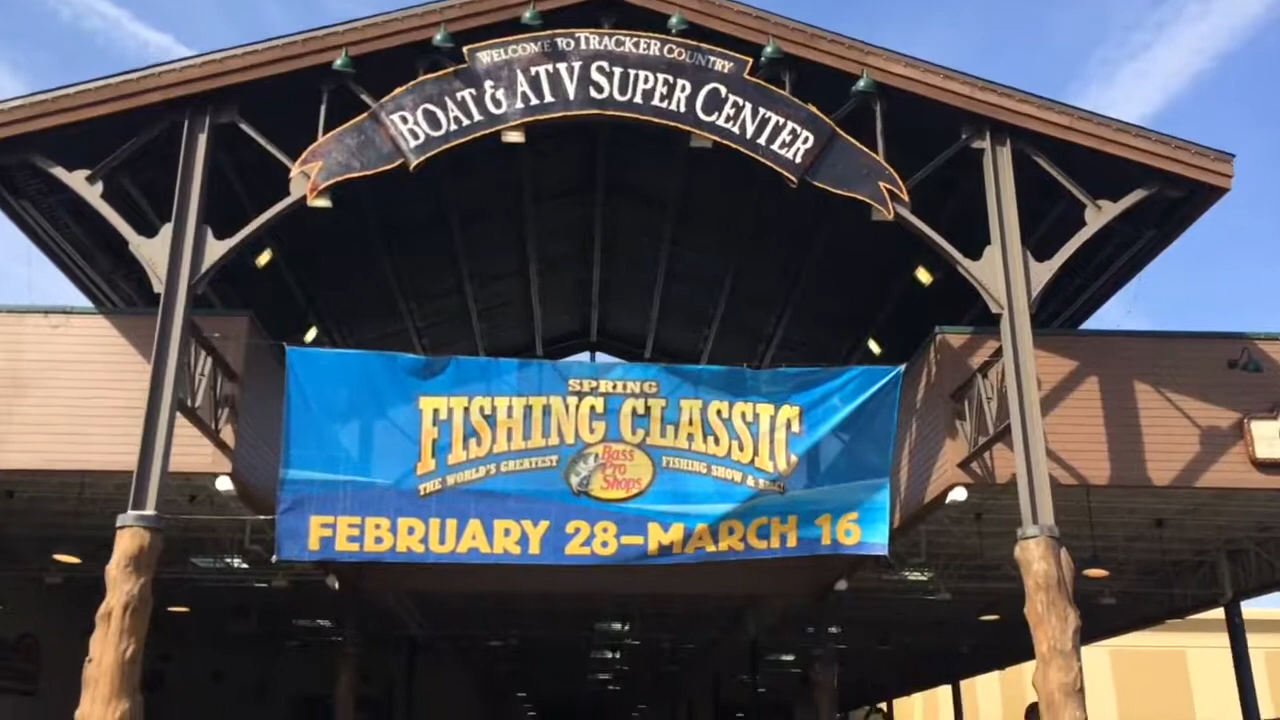 WELCOME TO TRACKER COUNTRY
BOAT & ATV SUPER CENTER
SPRING
FISHING CLASSIC
THE WORLD'S GREATEST
Bass
Pro
Shops
FISHING SHOW &
FEBRUARY 28–MARCH 16